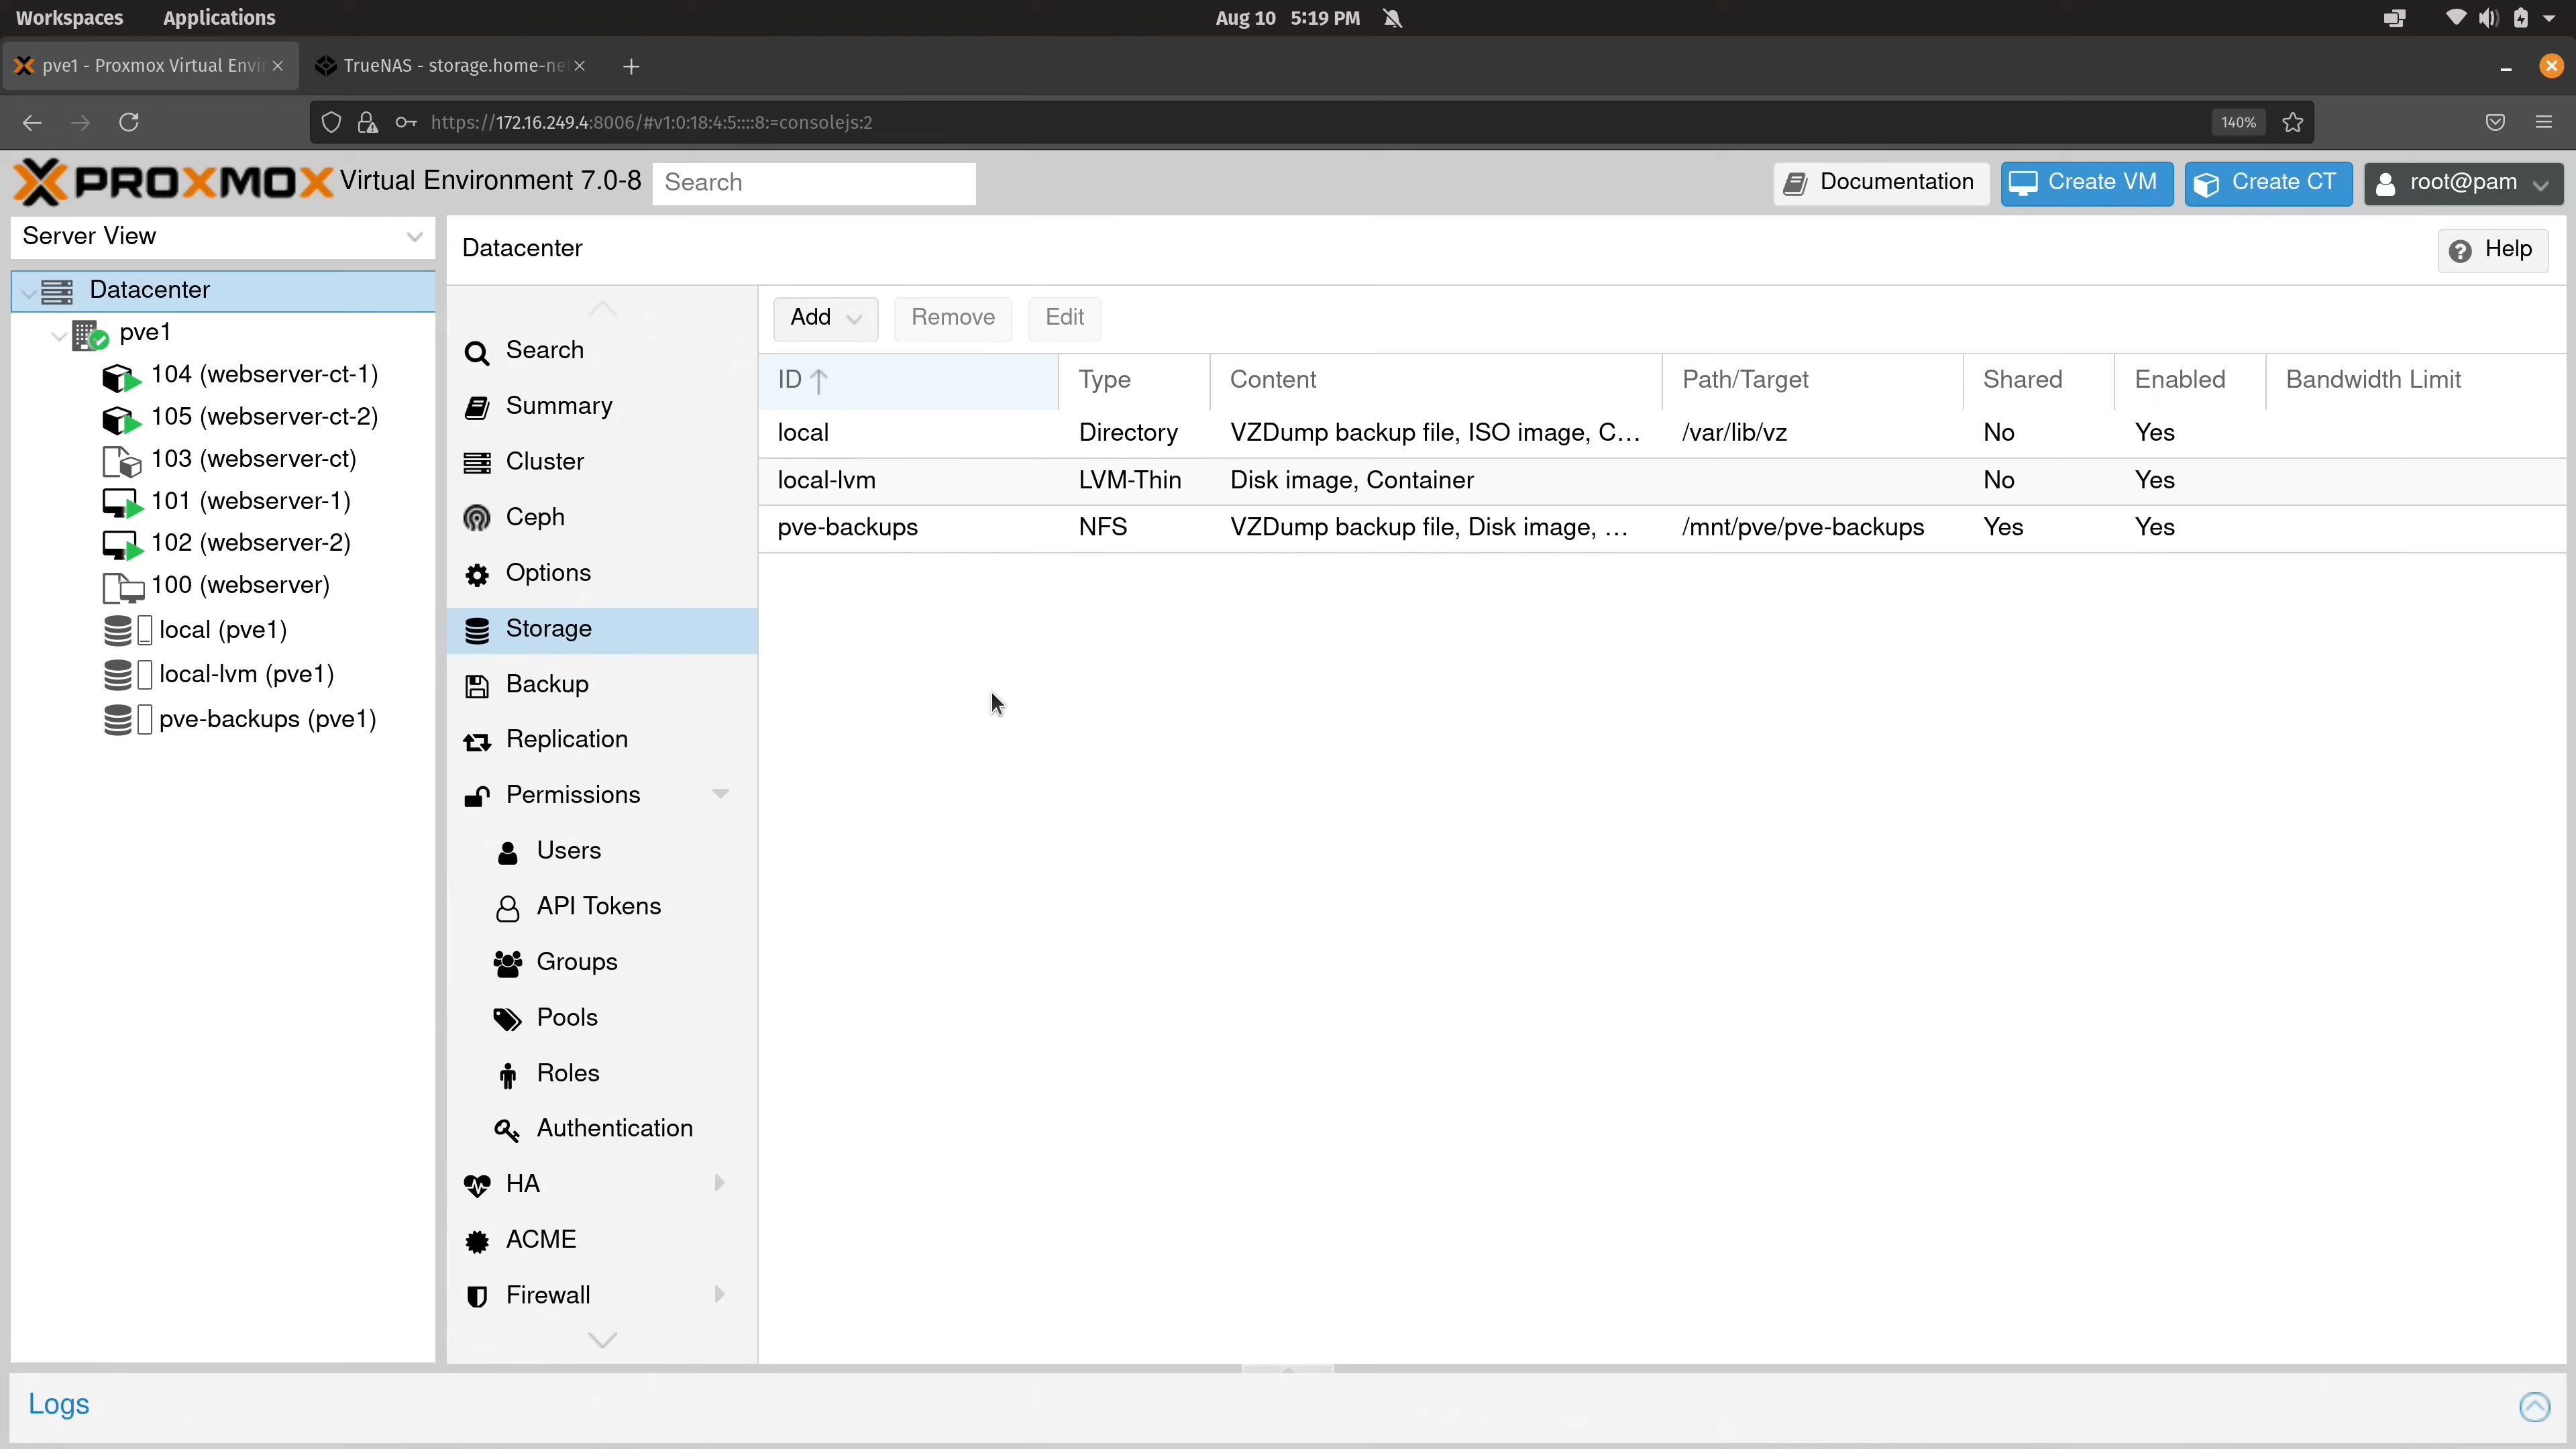 Workspaces Applications Aug 10 5:19 PM
pve1 - Proxmox Virtual Envir TrueNAS - storage.home-net
https://172.16.249.4:8006/#v1:0:18:4:5::::8:=consolejs:2 140%
PROXMOX Virtual Environment 7.0-8 Search Documentation Create VM Create CT root@pam
Server View
Datacenter
pve1
104 (webserver-ct-1)
105 (webserver-ct-2)
103 (webserver-ct)
101 (webserver-1)
102 (webserver-2)
100 (webserver)
local (pve1)
local-lvm (pve1)
pve-backups (pve1)
Datacenter Help
Search
Summary
Cluster
Ceph
Options
Storage
Backup
Replication
Permissions
Users
API Tokens
Groups
Pools
Roles
Authentication
HA
ACME
Firewall
Add Remove Edit
ID Type Content Path/Target Shared Enabled Bandwidth Limit
local Directory VZDump backup file, ISO image, C... /var/lib/vz No Yes
local-lvm LVM-Thin Disk image, Container No Yes
pve-backups NFS VZDump backup file, Disk image, ... /mnt/pve/pve-backups Yes Yes
Logs